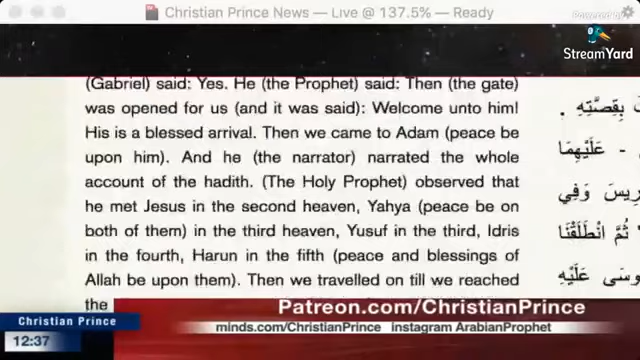 Christian Prince News — Live @ 137.5% — Ready
Powered by
StreamYard
(Gabriel) said: Yes. He (the Prophet) said: Then (the gate)
was opened for us (and it was said): Welcome unto him!
His is a blessed arrival. Then we came to Adam (peace be
upon him). And he (the narrator) narrated the whole
account of the hadith. (The Holy Prophet) observed that
he met Jesus in the second heaven, Yahya (peace be on
both of them) in the third heaven, Yusuf in the third, Idris
in the fourth, Harun in the fifth (peace and blessings of
Allah be upon them). Then we travelled on till we reached
the
بِقِصَّتِهِ .
- عَلَيْهِمَا
وَفِي
ثُمَّ انْطَلَقْنَا
عَلَيْهِ
Patreon.com/ChristianPrince
Christian Prince
minds.com/ChristianPrince instagram ArabianProphet
12:37